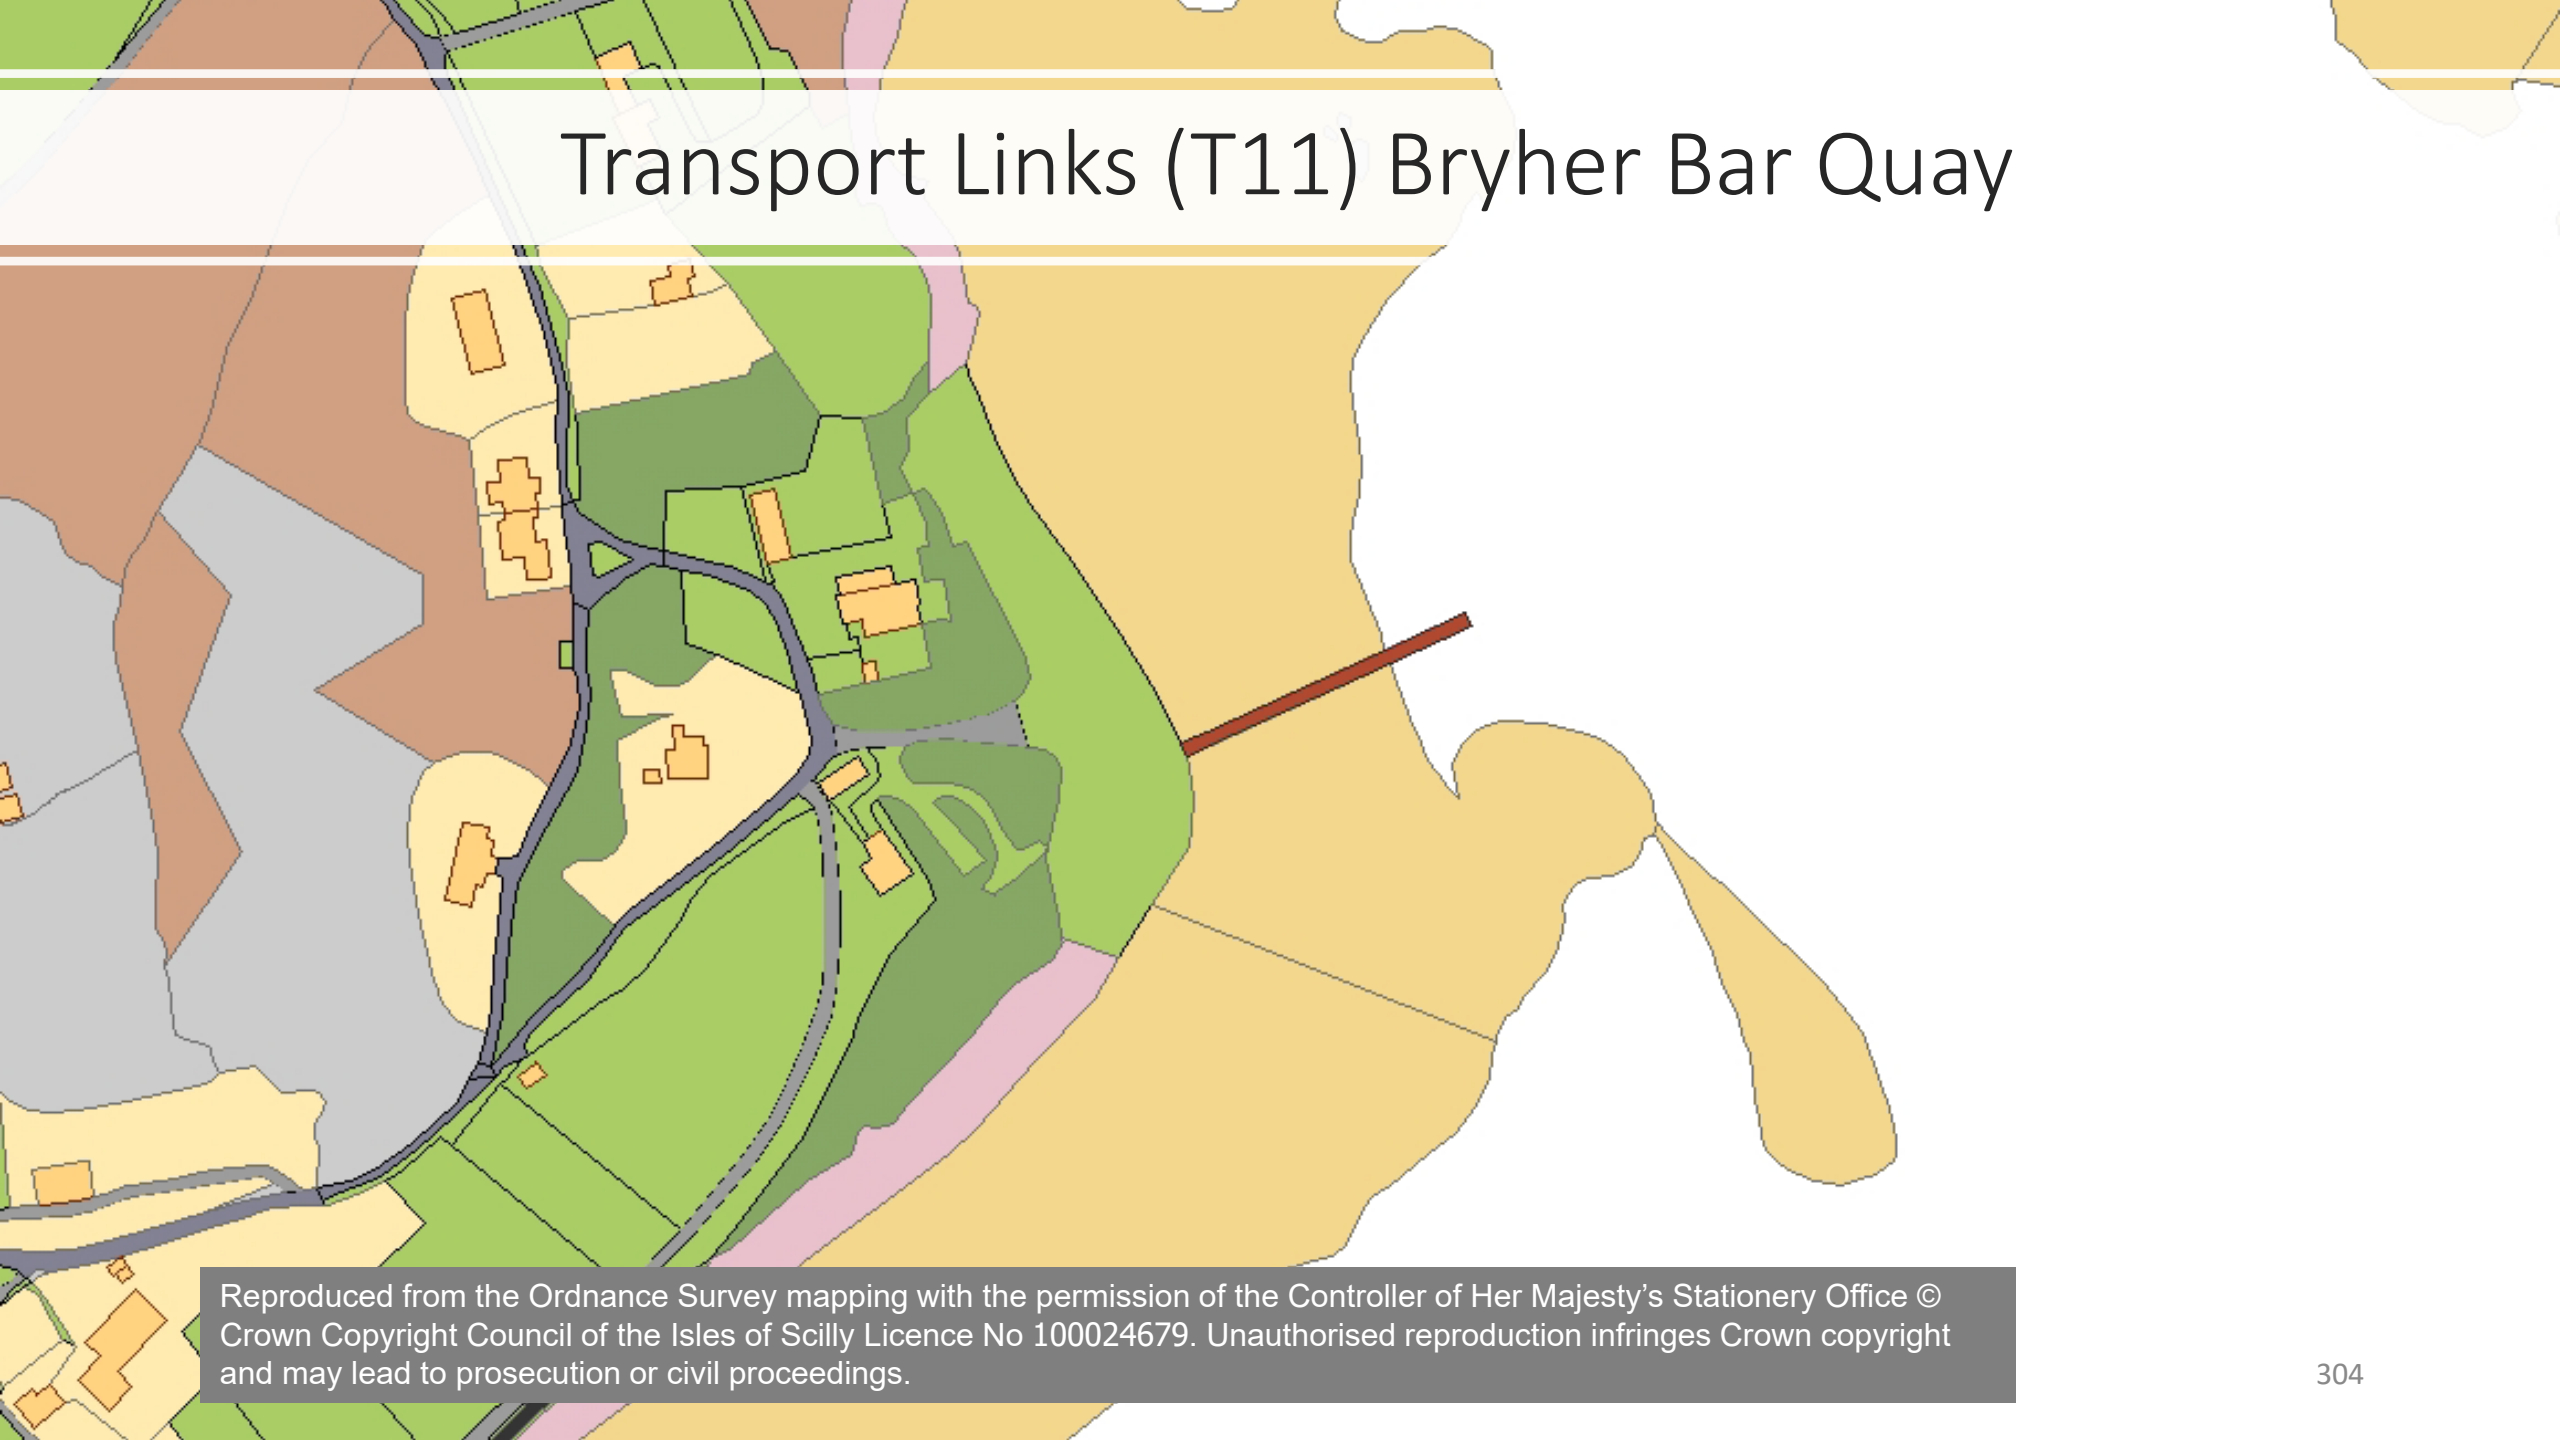 Transport Links (T11) Bryher Bar Quay
Reproduced from the Ordnance Survey mapping with the permission of the Controller of Her Majesty’s Stationery Office ©
Crown Copyright Council of the Isles of Scilly Licence No 100024679. Unauthorised reproduction infringes Crown copyright
and may lead to prosecution or civil proceedings.
304